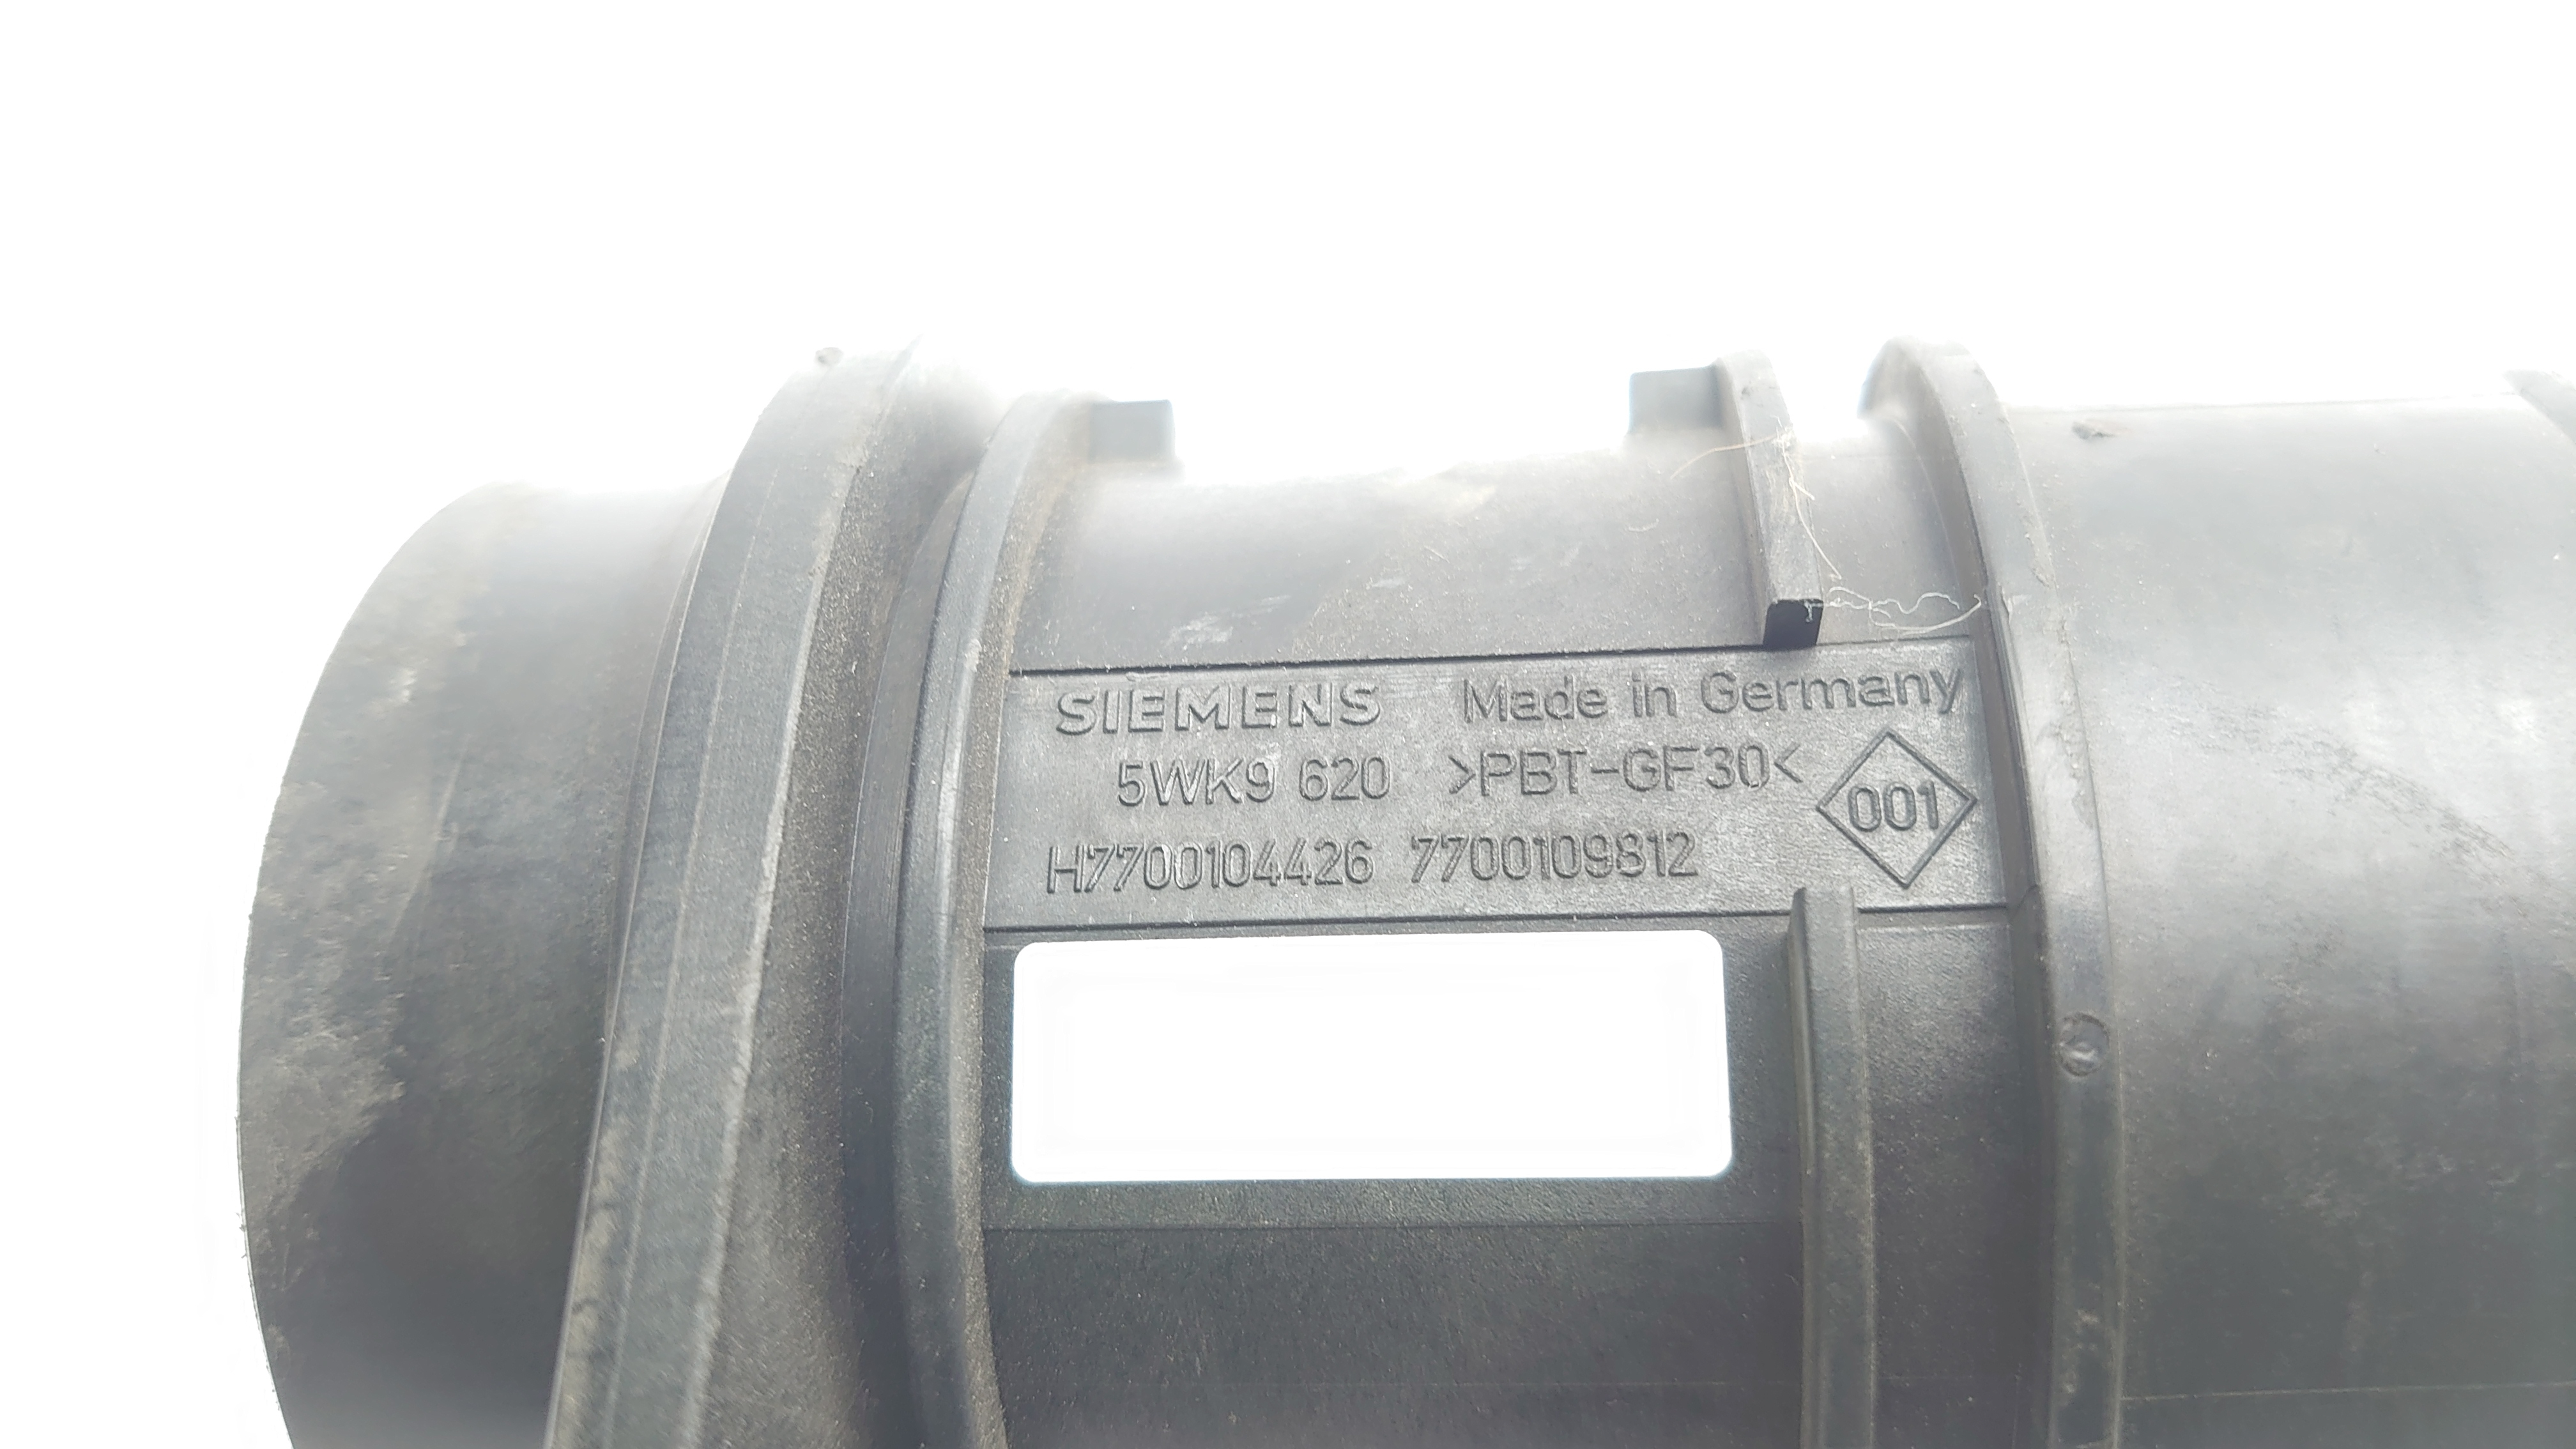 SIEMENS Made in Germany
5WK9 620 >PBT-GF30< 001
H7700104426 7700109812